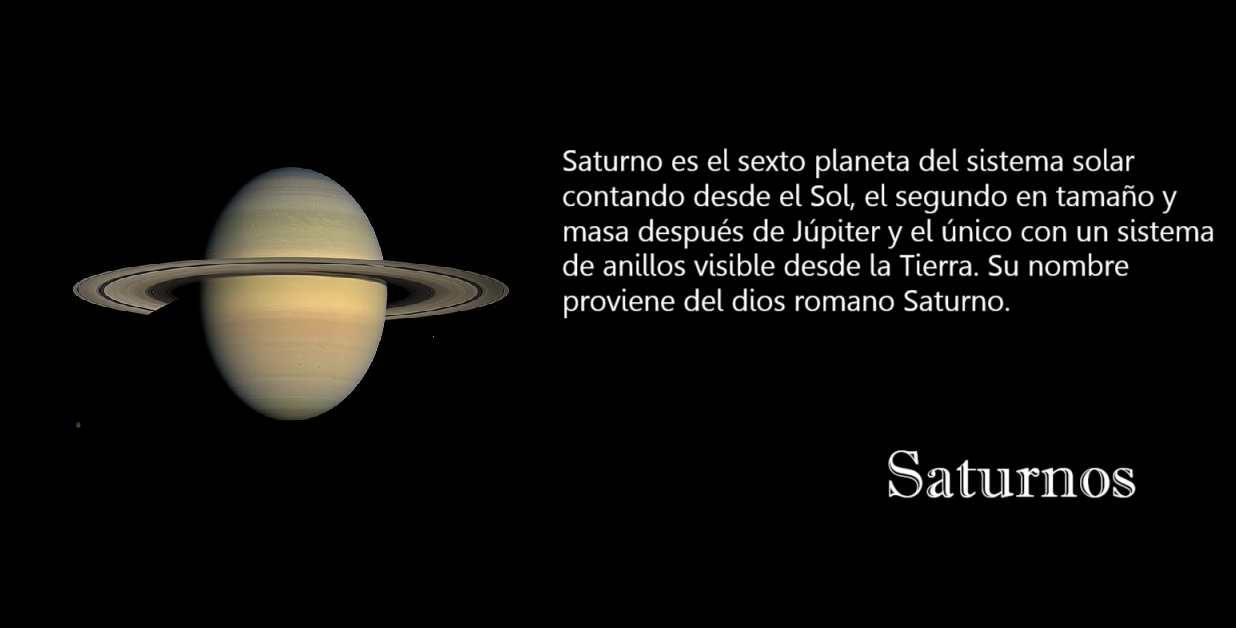 Saturno es el sexto planeta del sistema solar
contando desde el Sol, el segundo en tamaño y
masa después de Júpiter y el único con un sistema
de anillos visible desde la Tierra. Su nombre
proviene del dios romano Saturno.
Saturnos